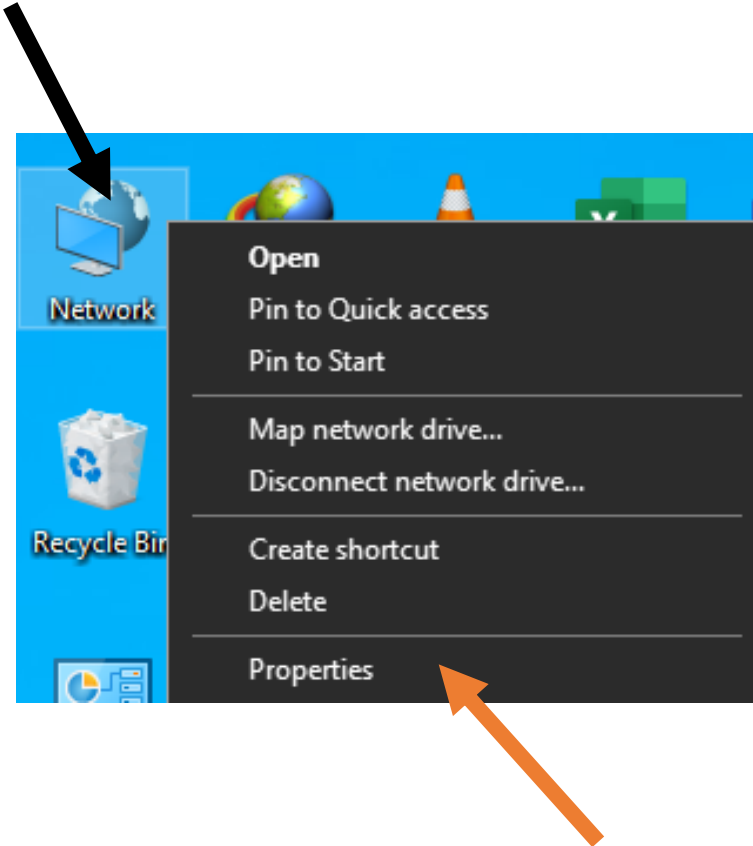 Network
Open
Pin to Quick access
Pin to Start
Map network drive...
Disconnect network drive...
Create shortcut
Delete
Properties
Recycle